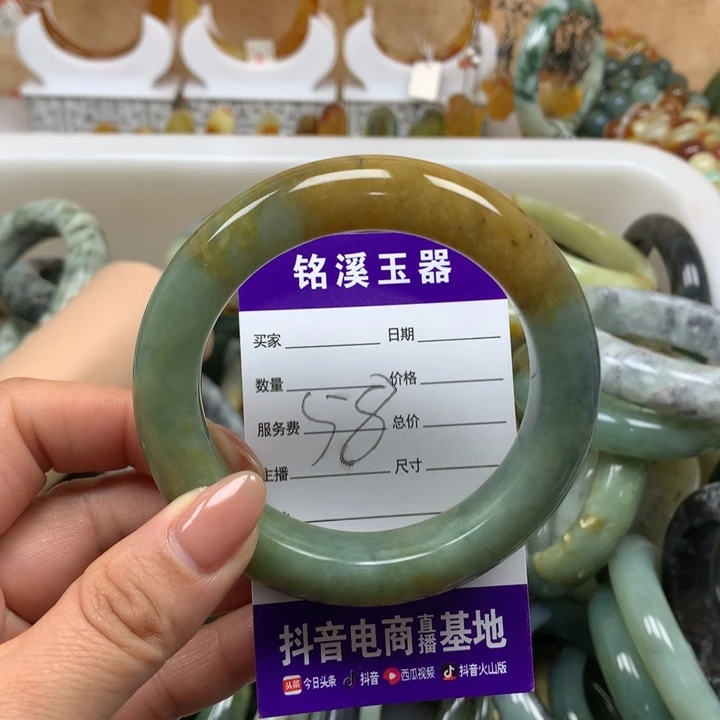 铭溪玉器
买家 日期
数量 价格
服务费 总价
58
主播 尺寸
抖音电商直播基地
头条 今日头条 抖音 西瓜视频 抖音火山版